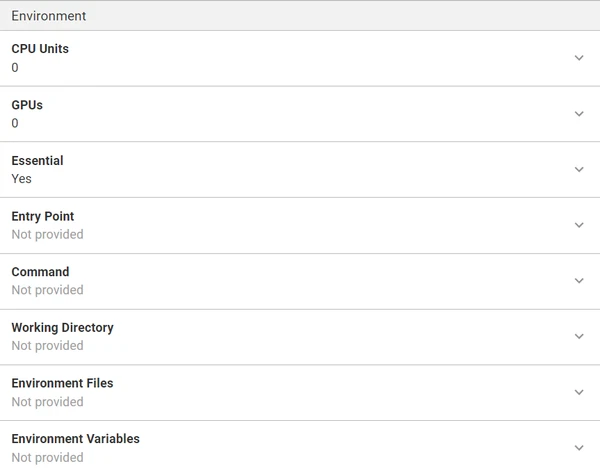 Environment
CPU Units
0
GPUs
0
Essential
Yes
Entry Point
Not provided
Command
Not provided
Working Directory
Not provided
Environment Files
Not provided
Environment Variables
Not provided